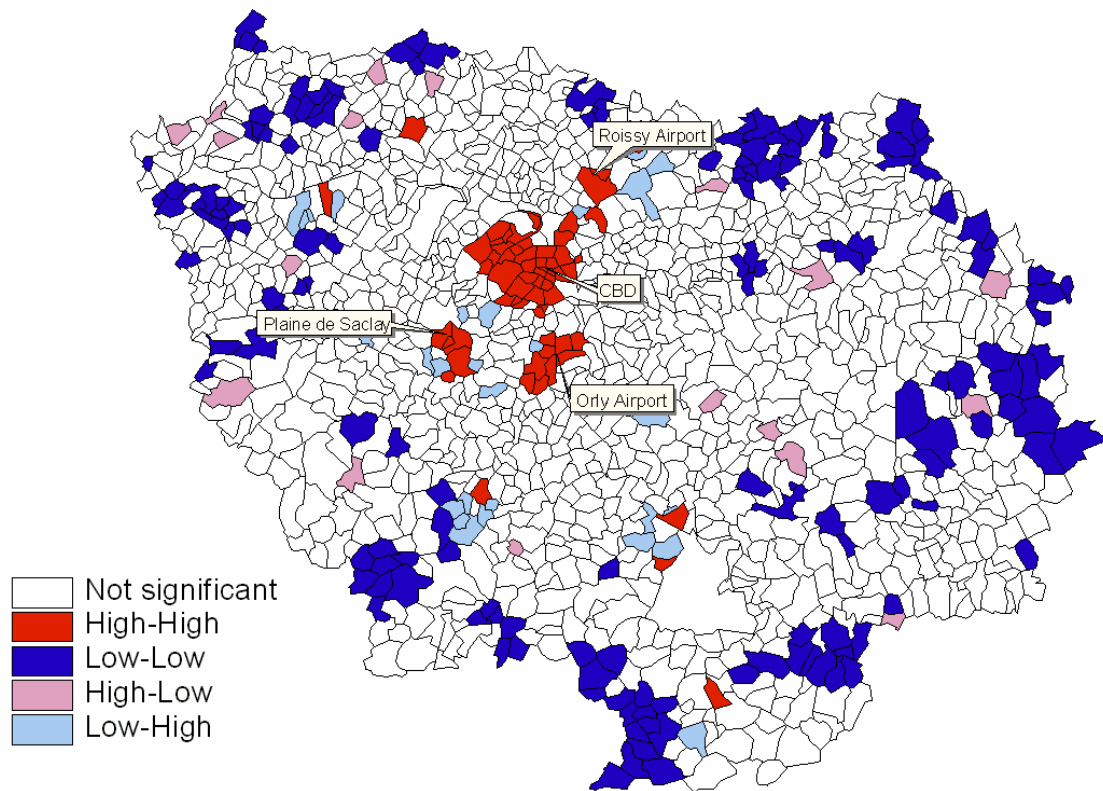 Roissy Airport
CBD
Plaine de Saclay
Orly Airport
Not significant
High-High
Low-Low
High-Low
Low-High